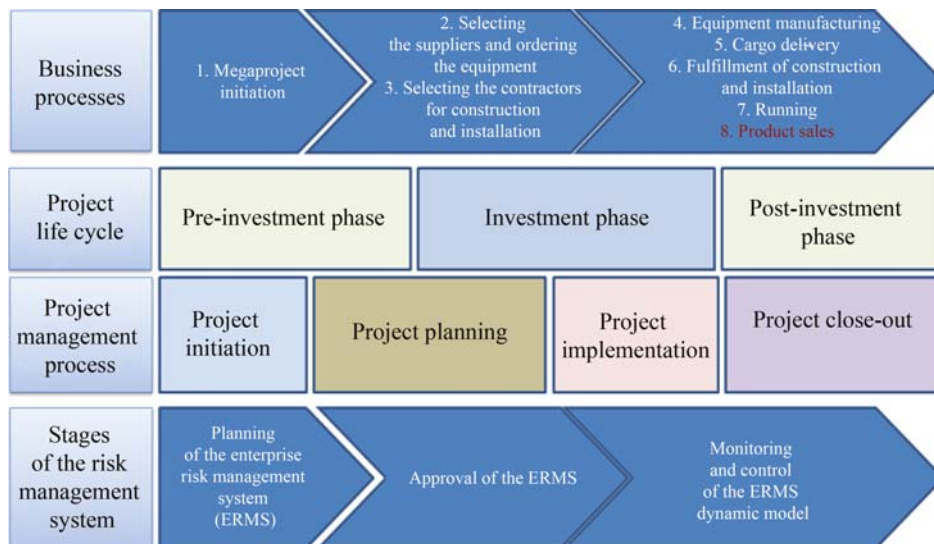 Business
processes
1. Megaproject
initiation
2. Selecting
the suppliers and ordering
the equipment
3. Selecting the contractors
for construction
and installation
4. Equipment manufacturing
5. Cargo delivery
6. Fulfillment of construction
and installation
7. Running
8. Product sales
Project
life cycle
Pre-investment phase
Investment phase
Post-investment
phase
Project
management
process
Project
initiation
Project planning
Project
implementation
Project close-out
Stages
of the risk
management
system
Planning
of the enterprise
risk management
system
(ERMS)
Approval of the ERMS
Monitoring
and control
of the ERMS
dynamic model